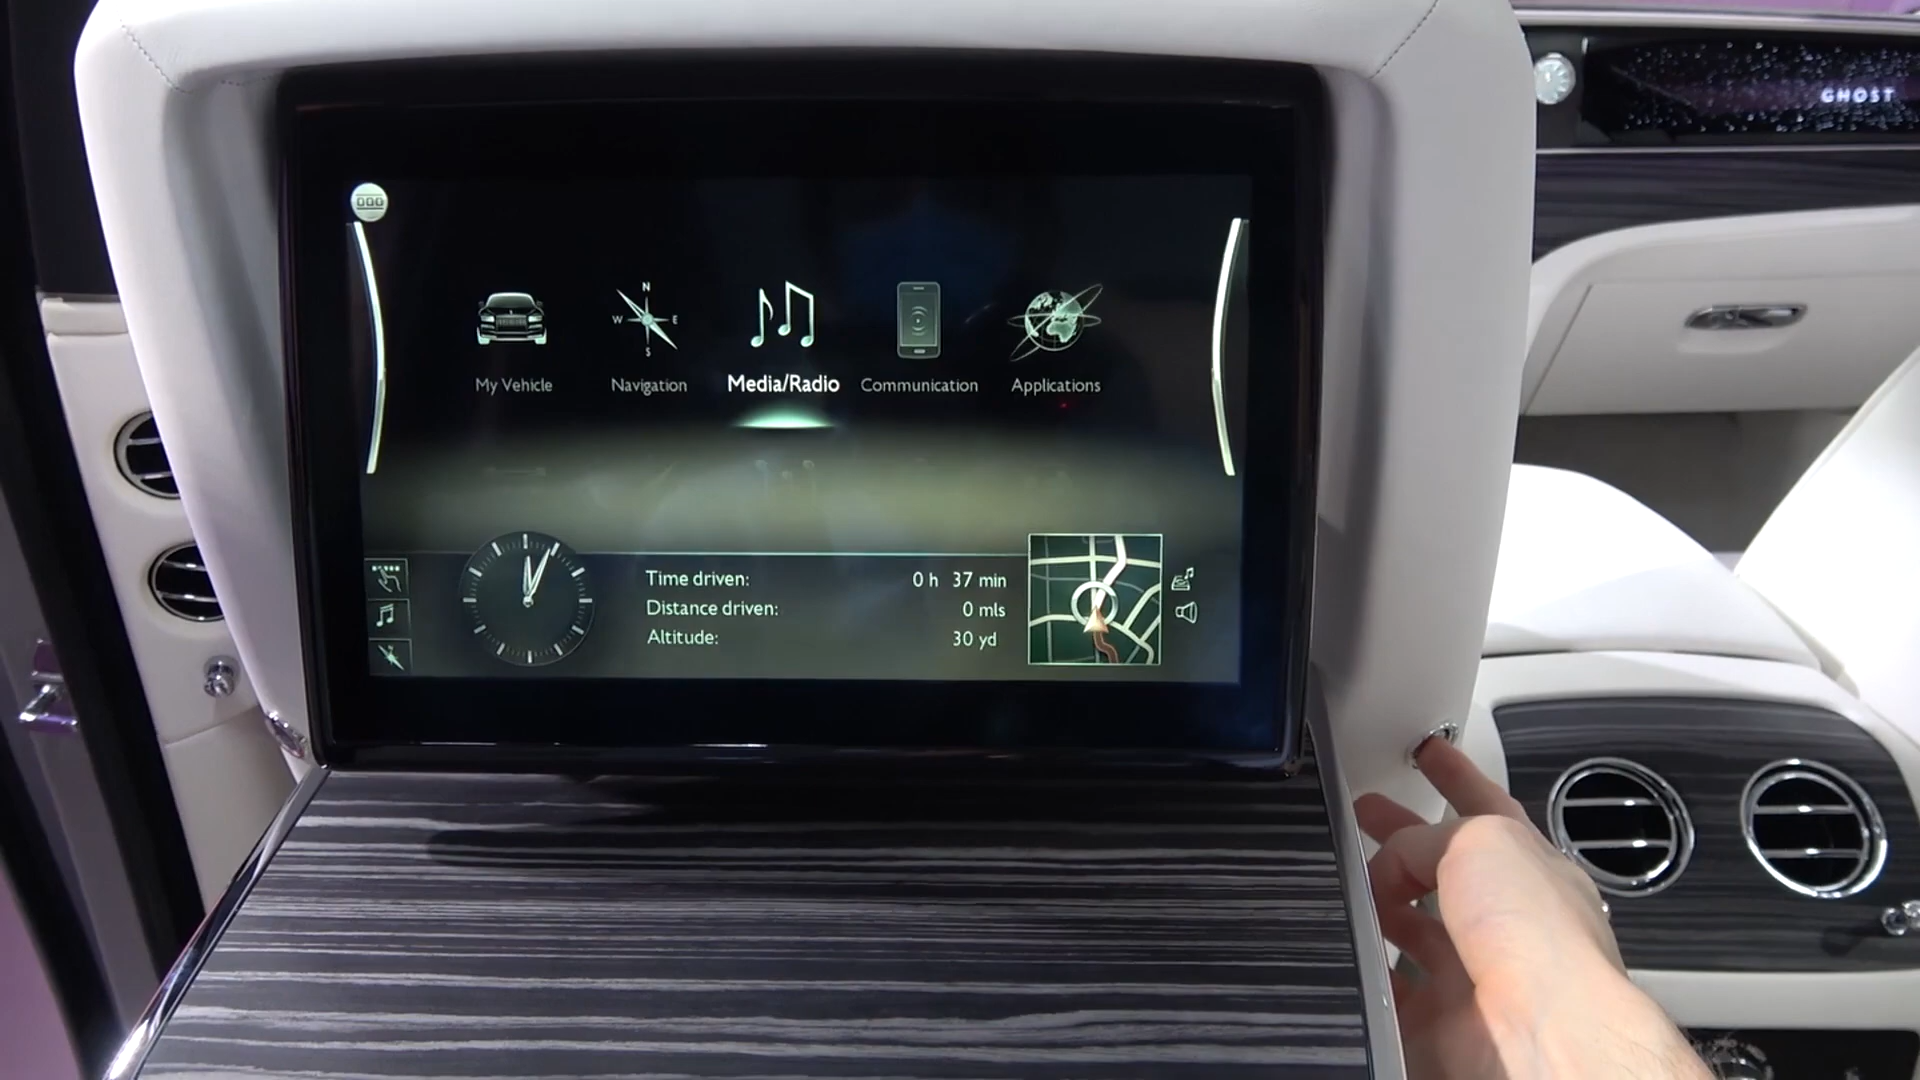 GHOST
N
W E
S
My Vehicle Navigation Media/Radio Communication Applications
Time driven: 0 h 37 min
Distance driven: 0 mls
Altitude: 30 yd